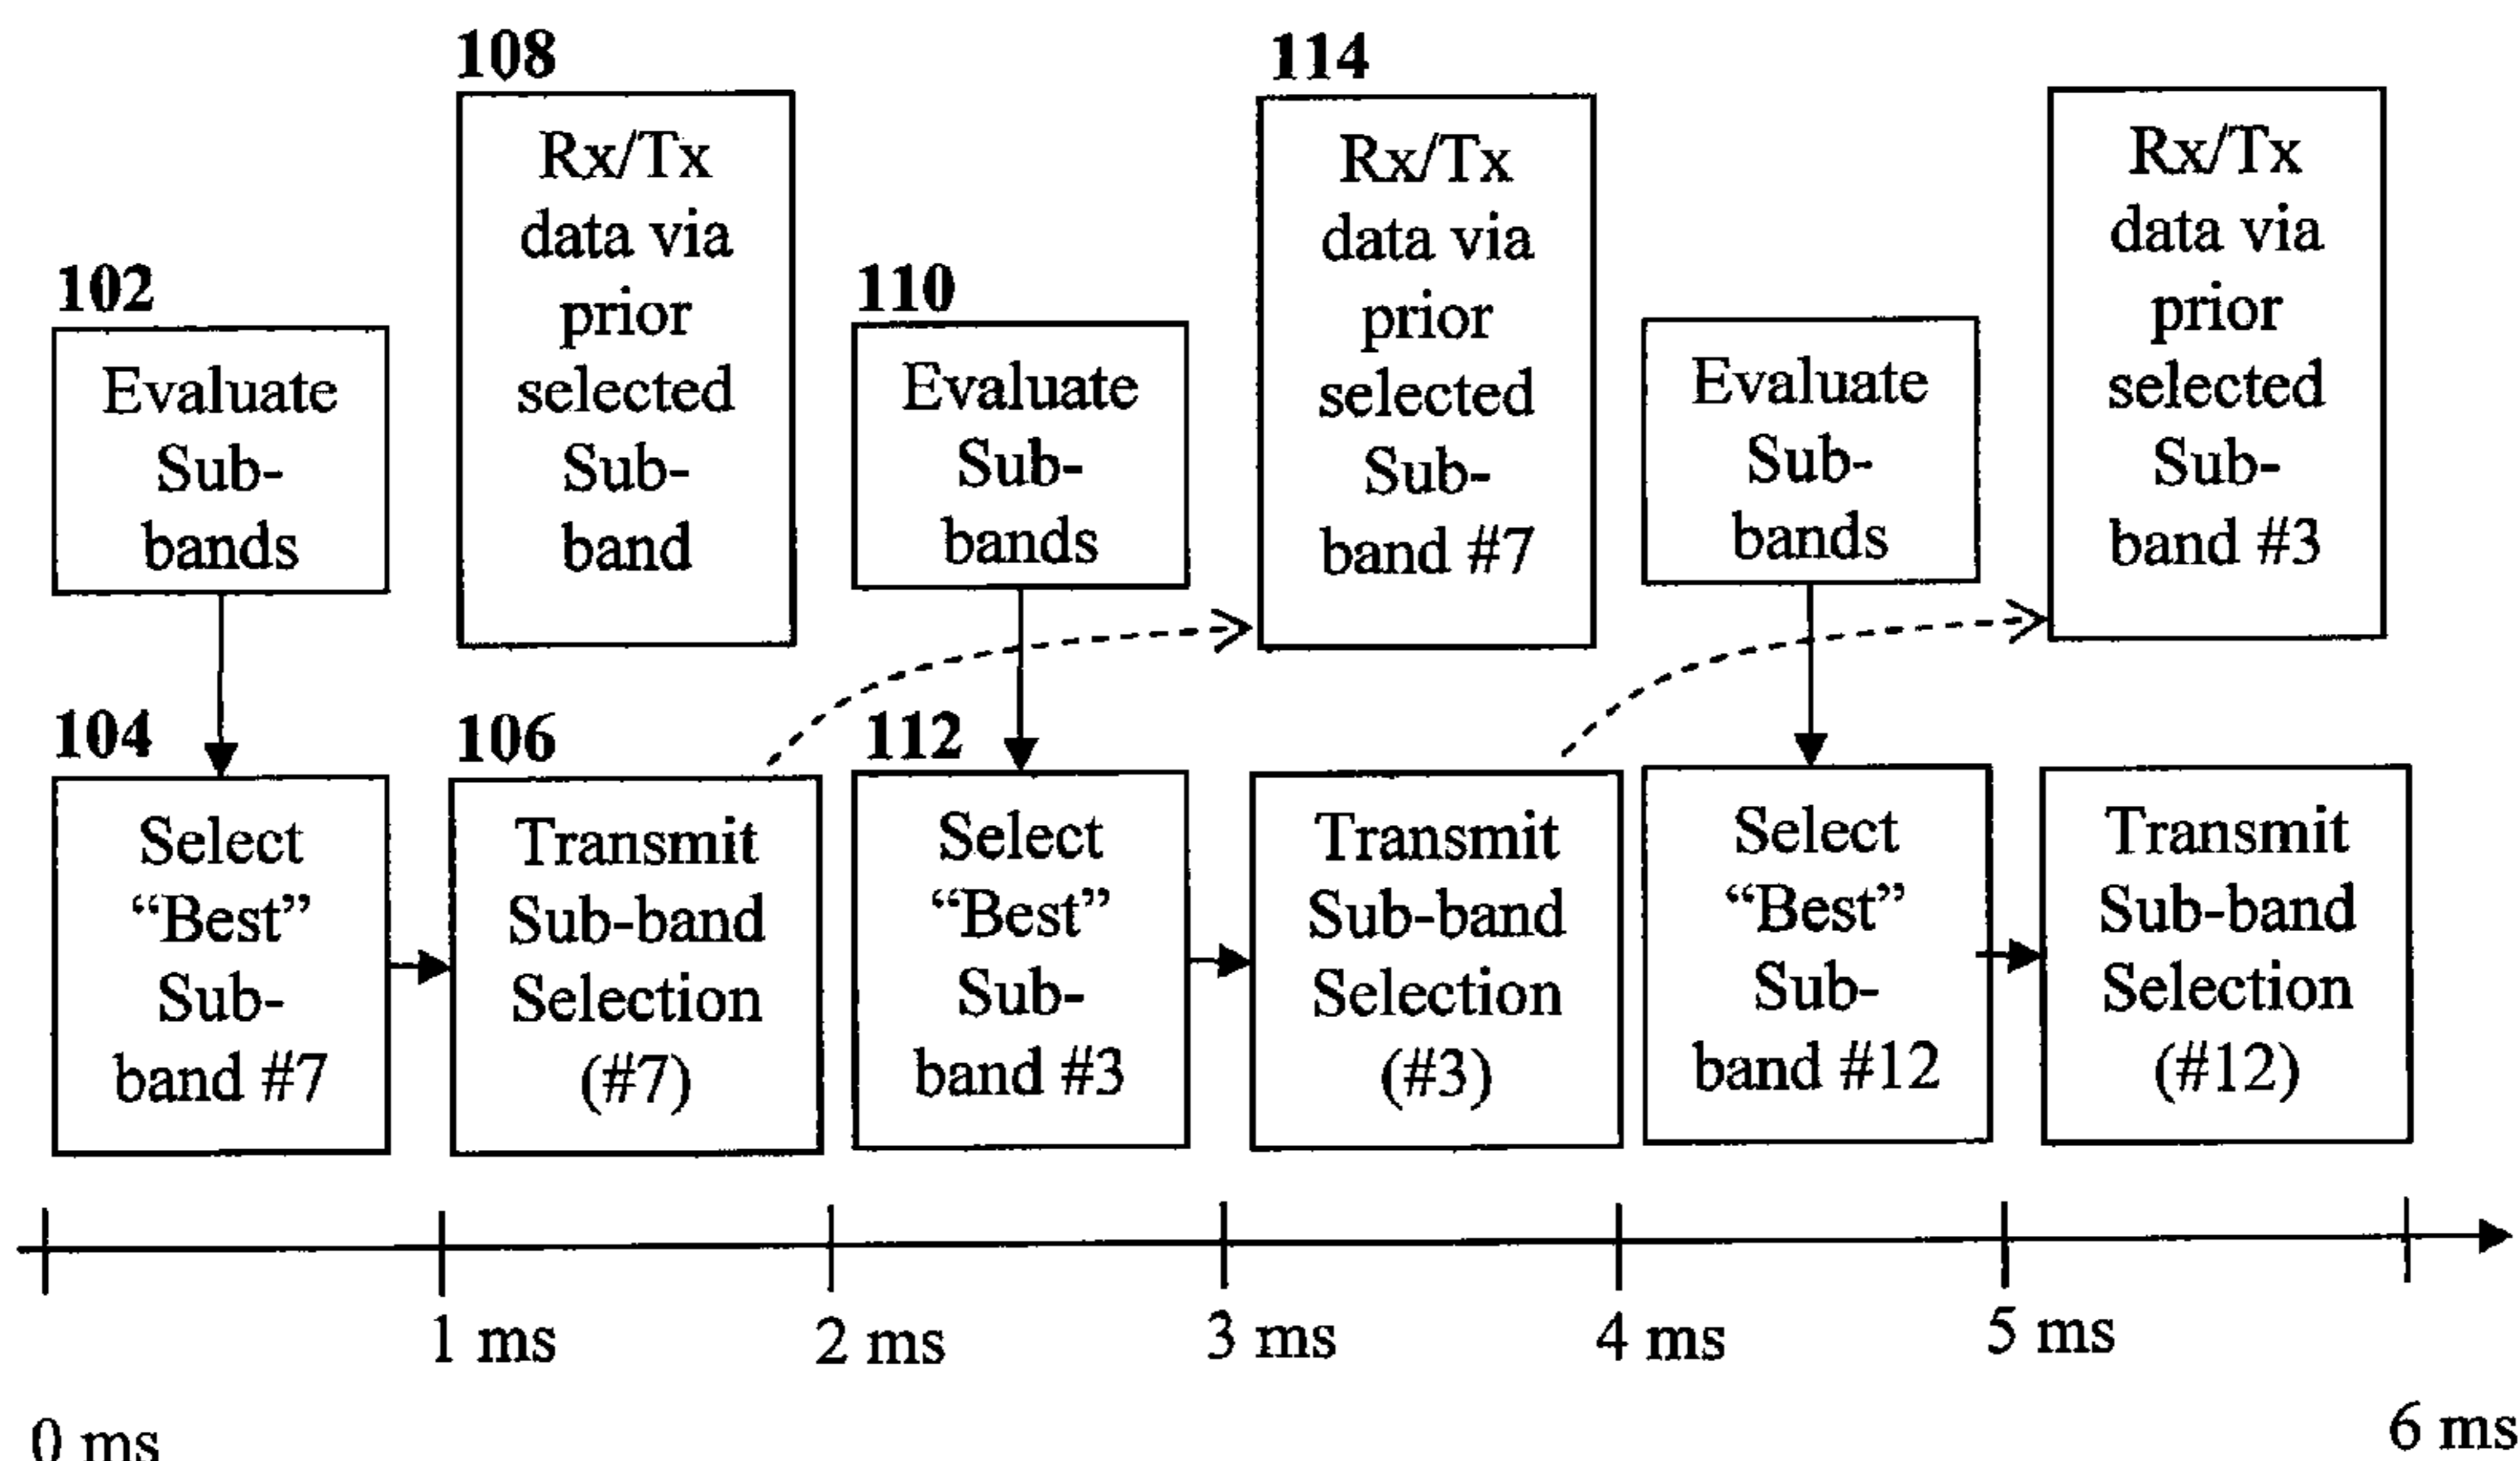 108
Rx/Tx
data via
prior
selected
Sub-
band
114
Rx/Tx
data via
prior
selected
Sub-
band #7
Rx/Tx
data via
prior
selected
Sub-
band #3
102
Evaluate
Sub-
bands
110
Evaluate
Sub-
bands
Evaluate
Sub-
bands
104
Select
“Best”
Sub-
band #7
106
Transmit
Sub-band
Selection
(#7)
112
Select
“Best”
Sub-
band #3
Transmit
Sub-band
Selection
(#3)
Select
“Best”
Sub-
band #12
Transmit
Sub-band
Selection
(#12)
1 ms
2 ms
3 ms
4 ms
5 ms
0 ms
6 ms